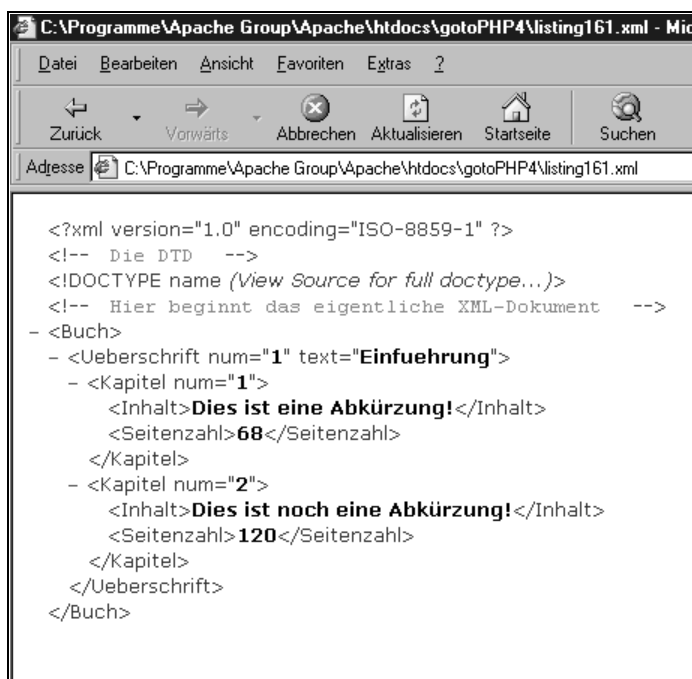 C:\Programme\Apache Group\Apache\htdocs\gotoPHP4\listing161.xml - Mic
Datei Bearbeiten Ansicht Favoriten Extras ?
Zurück Vorwärts Abbrechen Aktualisieren Startseite Suchen
Adresse C:\Programme\Apache Group\Apache\htdocs\gotoPHP4\listing161.xml
<?xml version="1.0" encoding="ISO-8859-1" ?>
<!-- Die DTD -->
<!DOCTYPE name (View Source for full doctype...)>
<!-- Hier beginnt das eigentliche XML-Dokument -->
– <Buch>
– <Ueberschrift num="1" text="Einfuehrung">
– <Kapitel num="1">
<Inhalt>Dies ist eine Abkürzung!</Inhalt>
<Seitenzahl>68</Seitenzahl>
</Kapitel>
– <Kapitel num="2">
<Inhalt>Dies ist noch eine Abkürzung!</Inhalt>
<Seitenzahl>120</Seitenzahl>
</Kapitel>
</Ueberschrift>
</Buch>